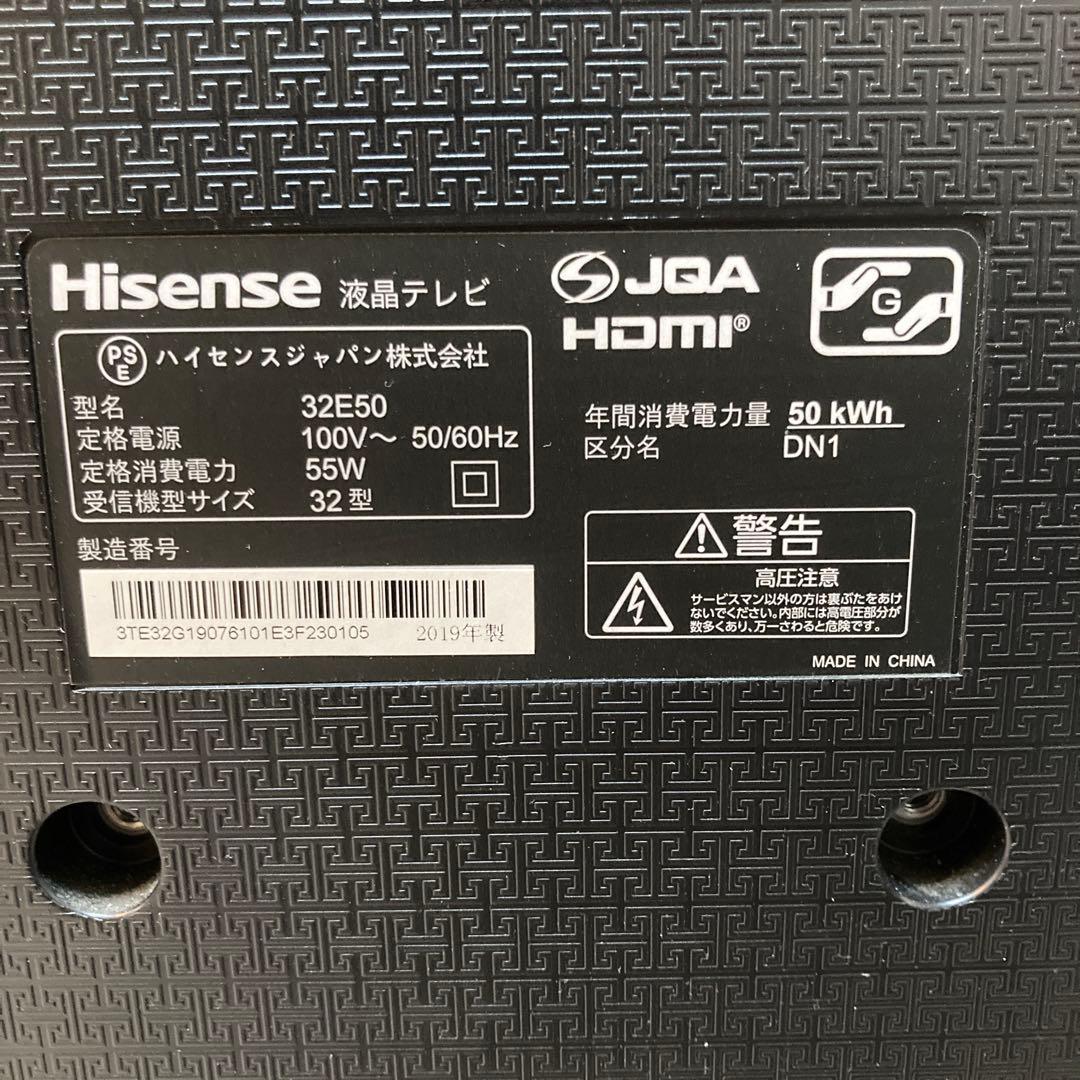 Hisense 液晶テレビ
PS
E
ハイセンスジャパン株式会社
型名 32E50
定格電源 100V～ 50/60Hz
定格消費電力 55W
受信機型サイズ 32 型
製造番号
3TE32G19076101E3F230105 2019年製
JQA
HDMI®
G
年間消費電力量 50 kWh
区分名 DN1
警告
高圧注意
サービスマン以外の方は裏ぶたをあけ
ないでください。内部には高電圧部分が
数多くあり、万一さわると危険です。
MADE IN CHINA